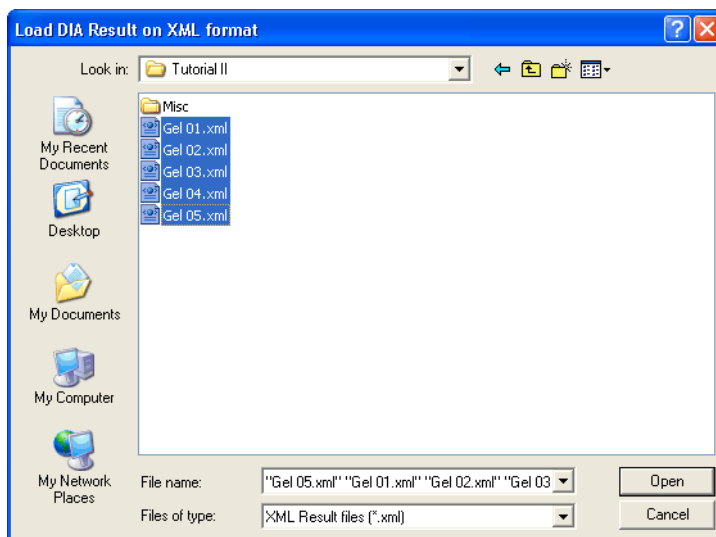 Load DIA Result on XML format
Look in: Tutorial II
My Recent
Documents
Desktop
My Documents
My Computer
My Network
Places
Misc
Gel 01.xml
Gel 02.xml
Gel 03.xml
Gel 04.xml
Gel 05.xml
File name: "Gel 05.xml" "Gel 01.xml" "Gel 02.xml" "Gel 03
Open
Files of type: XML Result files (*.xml)
Cancel